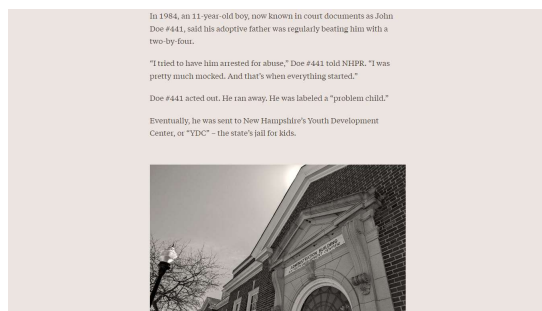 In 1984, an 11-year-old boy, now known in court documents as John
Doe #441, said his adoptive father was regularly beating him with a
two-by-four.
“I tried to have him arrested for abuse,” Doe #441 told NHPR. “I was
pretty much mocked. And that’s when everything started.”
Doe #441 acted out. He ran away. He was labeled a “problem child.”
Eventually, he was sent to New Hampshire’s Youth Development
Center, or “YDC” – the state’s jail for kids.